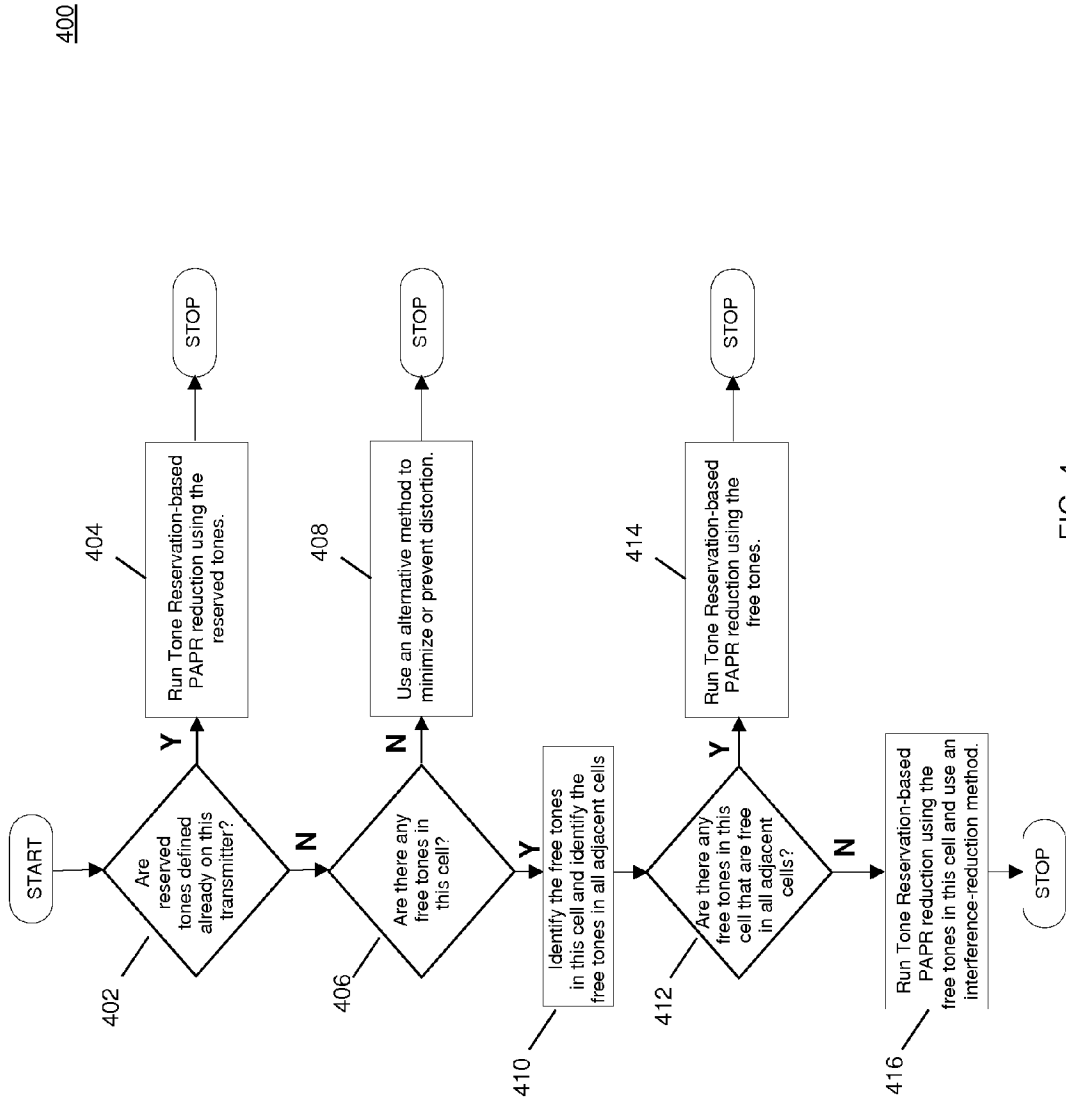 400
START
Are
reserved
tones defined
already on this
transmitter?
402
Y
404
Run Tone Reservation-based
PAPR reduction using the
reserved tones.
STOP
N
Are there any
free tones in
this cell?
406
N
408
Use an alternative method to
minimize or prevent distortion.
STOP
Y
Identify the free tones
in this cell and identify the
free tones in all adjacent cells
410
Are there any
free tones in this
cell that are free
in all adjacent
cells?
412
Y
414
Run Tone Reservation-based
PAPR reduction using the
free tones.
STOP
N
Run Tone Reservation-based
PAPR reduction using the
free tones in this cell and use an
interference-reduction method.
416
STOP
FIG. 4